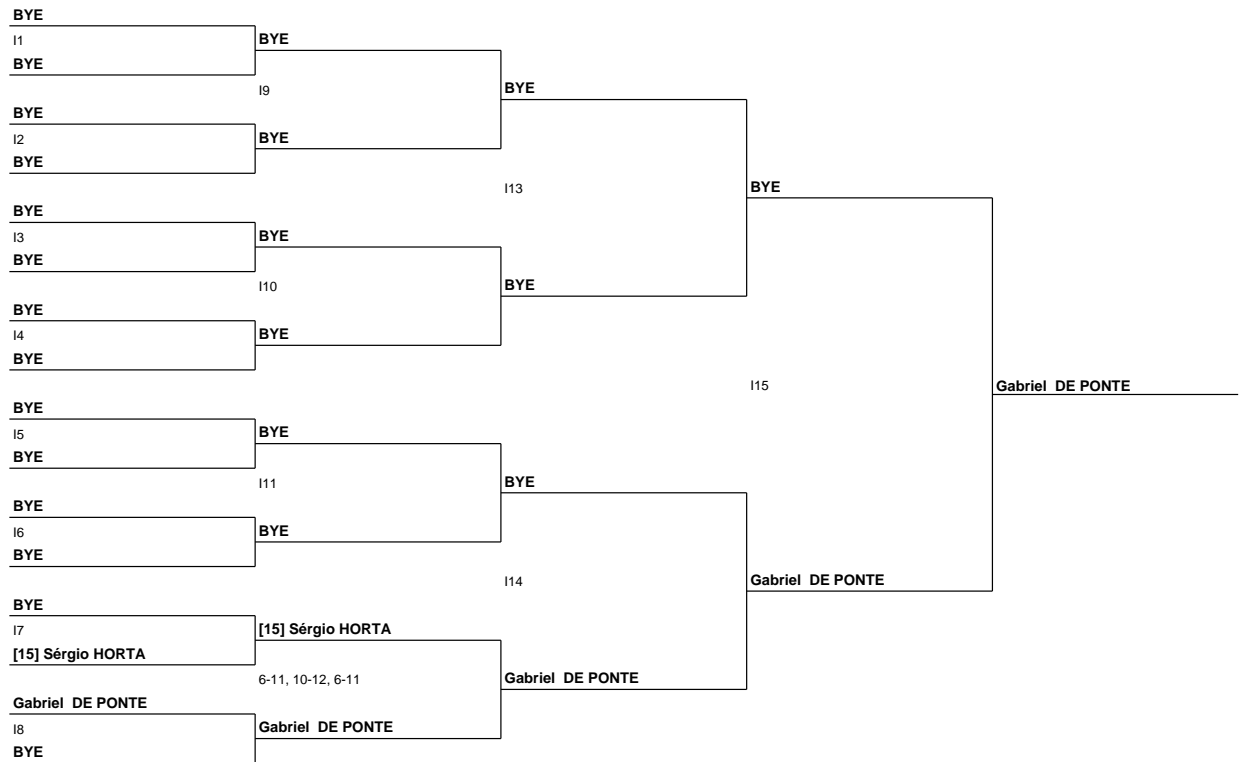 BYE
I1
BYE
BYE
I9
BYE
BYE
I2
BYE
BYE
I13
BYE
BYE
I3
BYE
BYE
I10
BYE
BYE
I4
BYE
BYE
I15
Gabriel DE PONTE
BYE
I5
BYE
BYE
I11
BYE
BYE
I6
BYE
BYE
I14
Gabriel DE PONTE
BYE
I7
[15] Sérgio HORTA
[15] Sérgio HORTA
6-11, 10-12, 6-11
Gabriel DE PONTE
Gabriel DE PONTE
I8
Gabriel DE PONTE
BYE